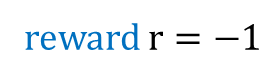 reward r = −1